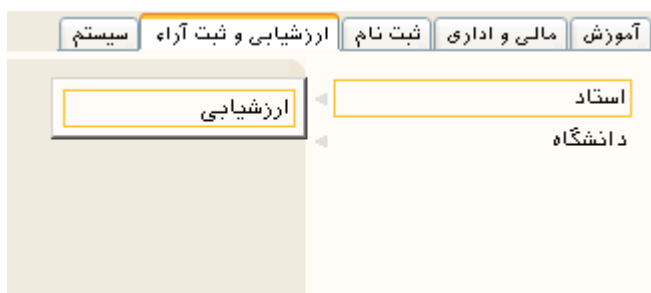 آموزش مالی و اداری ثبت نام ارزشیابی و ثبت آراء سیستم
استاد ارزشیابی
دانشگاه